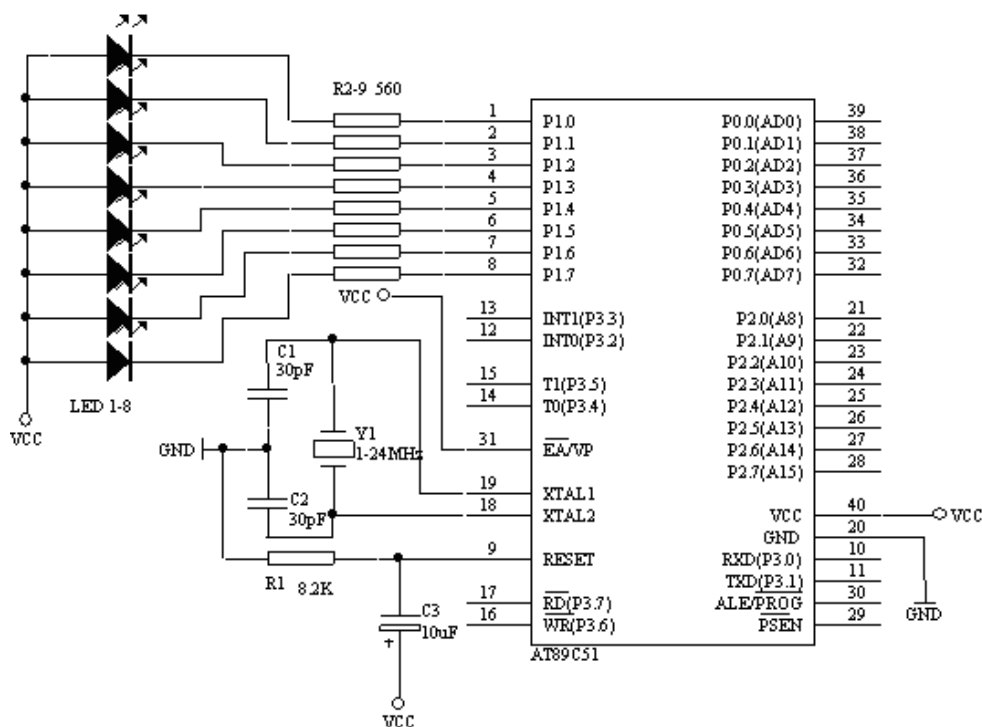 R2-9 560
1 P1.0 P0.0(AD0) 39
2 P1.1 P0.1(AD1) 38
3 P1.2 P0.2(AD2) 37
4 P1.3 P0.3(AD3) 36
5 P1.4 P0.4(AD4) 35
6 P1.5 P0.5(AD5) 34
7 P1.6 P0.6(AD6) 33
8 P1.7 P0.7(AD7) 32
VCC
13 INT1(P3.3) P2.0(A8) 21
12 INT0(P3.2) P2.1(A9) 22
P2.2(A10) 23
15 T1(P3.5) P2.3(A11) 24
14 T0(P3.4) P2.4(A12) 25
P2.5(A13) 26
31 EA/VP P2.6(A14) 27
P2.7(A15) 28
19 XTAL1
18 XTAL2 VCC 40 VCC
GND 20
9 RESET RXD(P3.0) 10
TXD(P3.1) 11
17 RD(P3.7) ALE/PROG 30
16 WR(P3.6) PSEN 29
GND
AT89C51
LED 1-8
VCC
C1
30pF
GND
Y1
1-24MHz
C2
30pF
R1 8.2K
C3
10uF
+
VCC